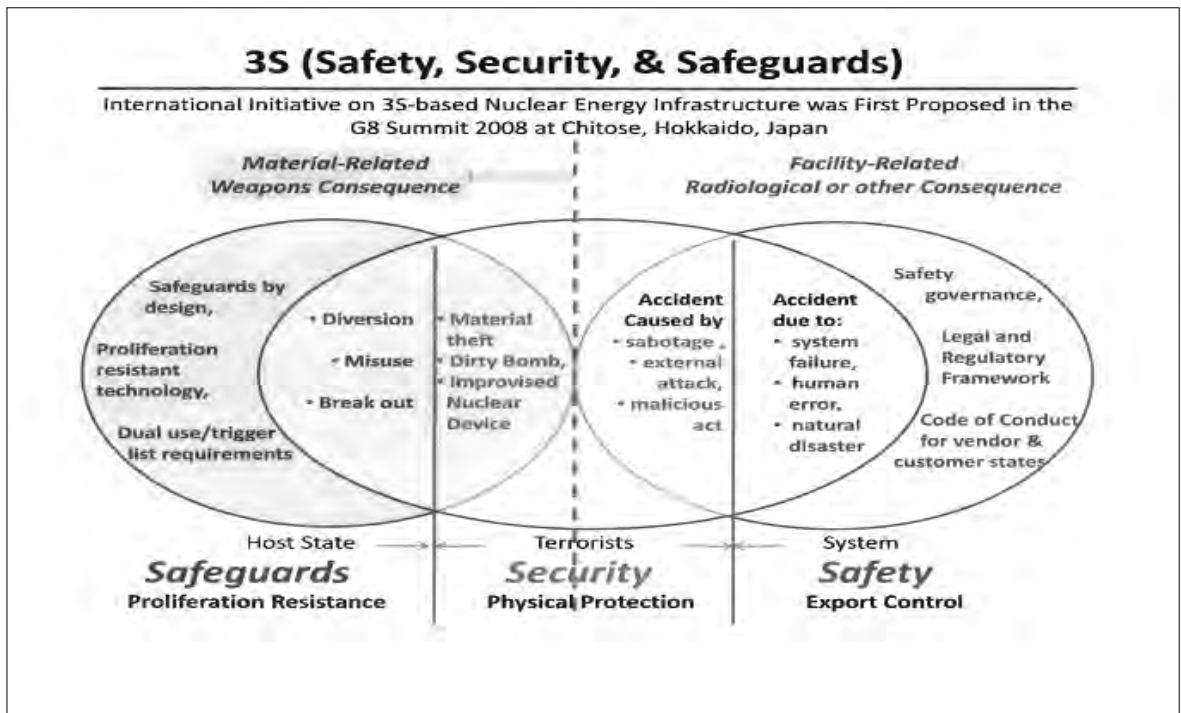 3S (Safety, Security, & Safeguards)
International Initiative on 3S-based Nuclear Energy Infrastructure was First Proposed in the
G8 Summit 2008 at Chitose, Hokkaido, Japan
Material-Related
Weapons Consequence
Facility-Related
Radiological or other Consequence
Safeguards by
design,
Proliferation
resistant
technology,
Dual use/trigger
list requirements
• Diversion
• Misuse
• Break out
• Material
theft
• Dirty Bomb,
• Improvised
Nuclear
Device
Accident
Caused by
• sabotage ,
• external
attack,
• malicious
act
Accident
due to:
• system
failure,
• human
error,
• natural
disaster
Safety
governance,
Legal and
Regulatory
Framework
Code of Conduct
for vendor &
customer states
Host State
Terrorists
System
Safeguards
Security
Safety
Proliferation Resistance
Physical Protection
Export Control